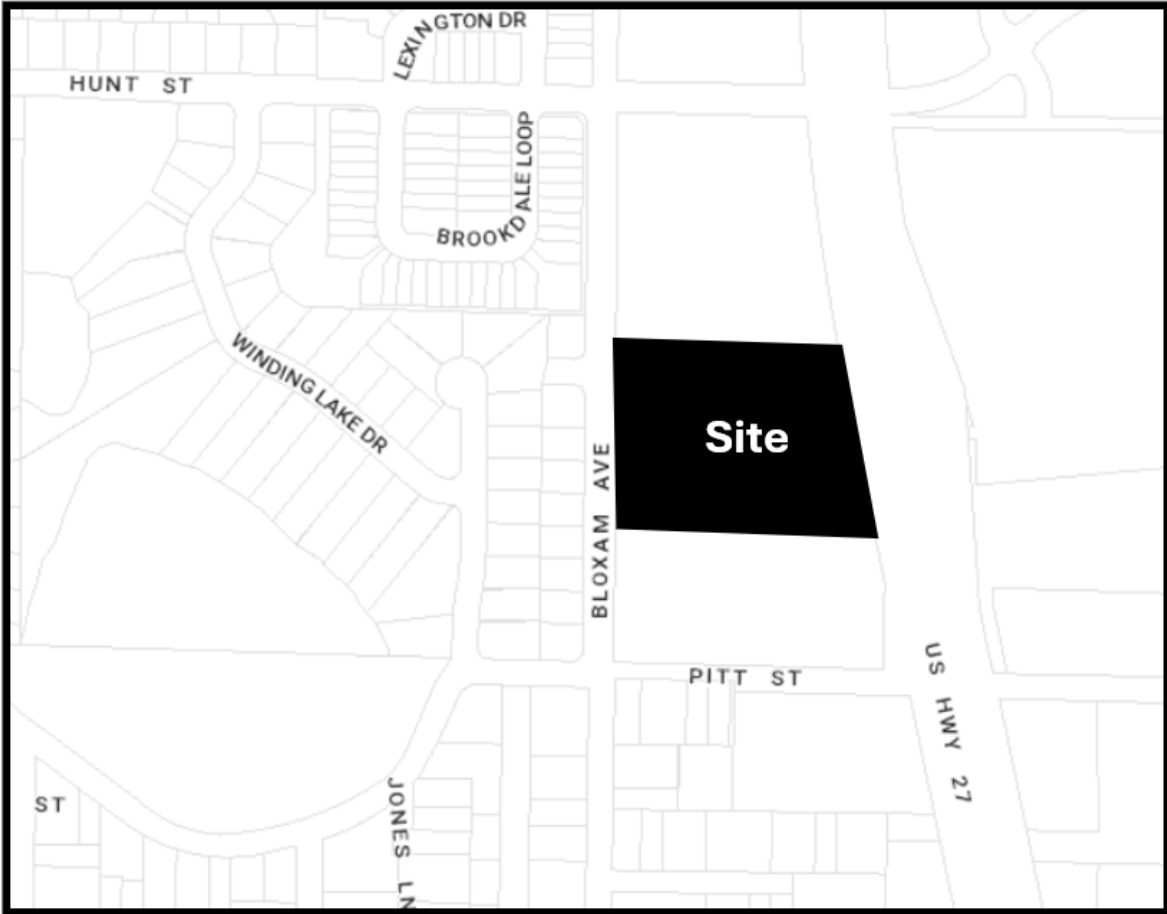 LEXINGTON DR
HUNT ST
BROOKDALE LOOP
WINDING LAKE DR
Site
BLOXAM AVE
US HWY 27
PITT ST
JONES LN
ST